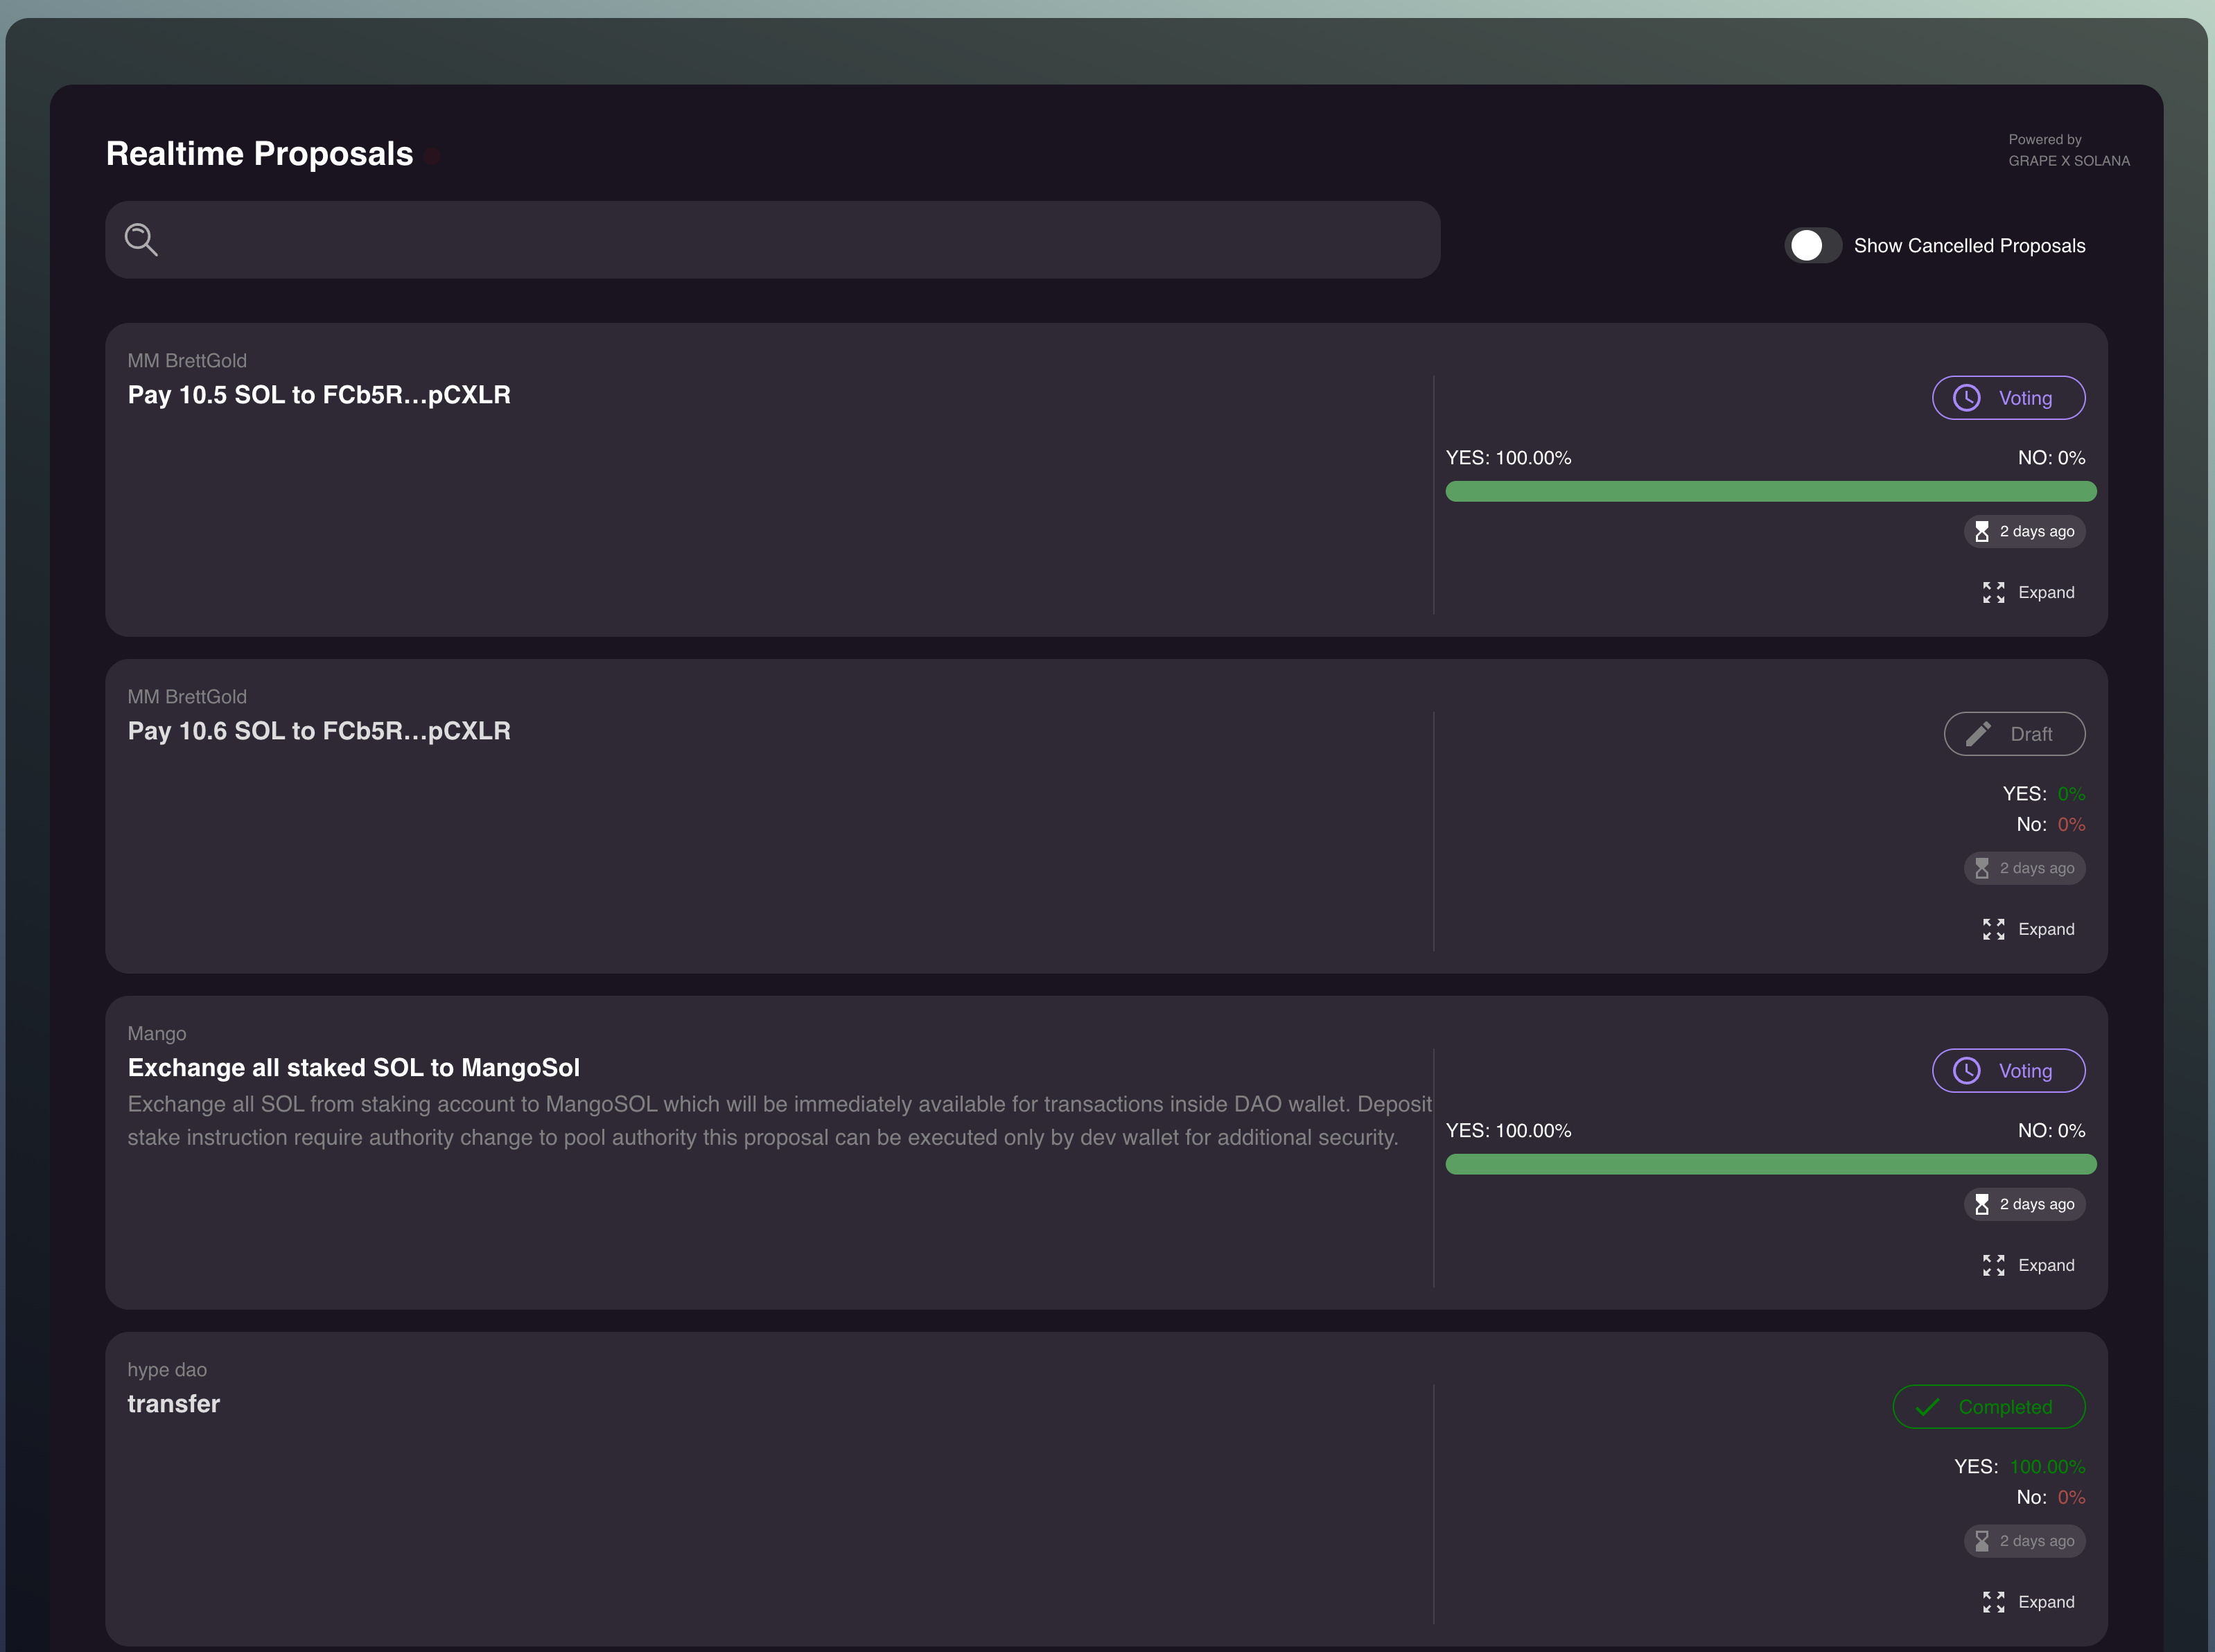 Realtime Proposals
Powered by
GRAPE X SOLANA
Show Cancelled Proposals
MM BrettGold
Pay 10.5 SOL to FCb5R...pCXLR
Voting
YES: 100.00%
NO: 0%
2 days ago
Expand
MM BrettGold
Pay 10.6 SOL to FCb5R...pCXLR
Draft
YES: 0%
No: 0%
2 days ago
Expand
Mango
Exchange all staked SOL to MangoSol
Exchange all SOL from staking account to MangoSOL which will be immediately available for transactions inside DAO wallet. Deposit
stake instruction require authority change to pool authority this proposal can be executed only by dev wallet for additional security.
Voting
YES: 100.00%
NO: 0%
2 days ago
Expand
hype dao
transfer
Completed
YES: 100.00%
No: 0%
2 days ago
Expand